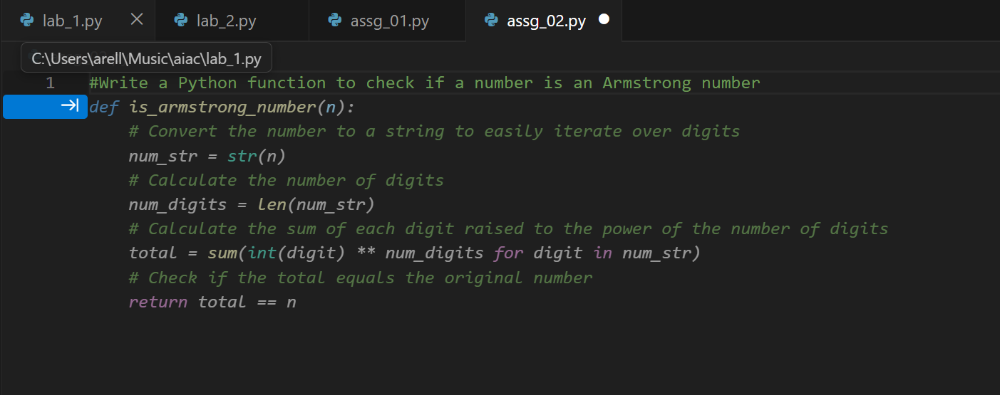 lab_1.py
lab_2.py
assg_01.py
assg_02.py
C:\Users\arell\Music\aiac\lab_1.py
1 #Write a Python function to check if a number is an Armstrong number
def is_armstrong_number(n):
    # Convert the number to a string to easily iterate over digits
    num_str = str(n)
    # Calculate the number of digits
    num_digits = len(num_str)
    # Calculate the sum of each digit raised to the power of the number of digits
    total = sum(int(digit) ** num_digits for digit in num_str)
    # Check if the total equals the original number
    return total == n